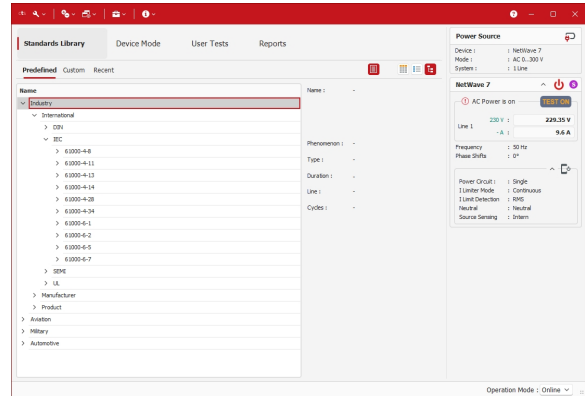 Standards Library
Device Mode
User Tests
Reports
Predefined Custom Recent
Name
Industry
International
DIN
IEC
61000-4-8
61000-4-11
61000-4-13
61000-4-14
61000-4-28
61000-4-34
61000-6-1
61000-6-2
61000-6-5
61000-6-7
SEMI
UL
Manufacturer
Product
Aviation
Military
Automotive
Name : -
Phenomenon : -
Type : -
Duration : -
Line : -
Cycles : -
Power Source
Device : : NetWave 7
Mode : : AC 0...300 V
System : : 1 Line
NetWave 7
S
AC Power is on
TEST ON
Line 1
230 V : 229.35 V
- A : 9.6 A
Frequency : 50 Hz
Phase Shifts : 0°
Power Circuit : : Single
I Limiter Mode : Continuous
I Limit Detection : RMS
Neutral : Neutral
Source Sensing : Intern
Operation Mode : Online